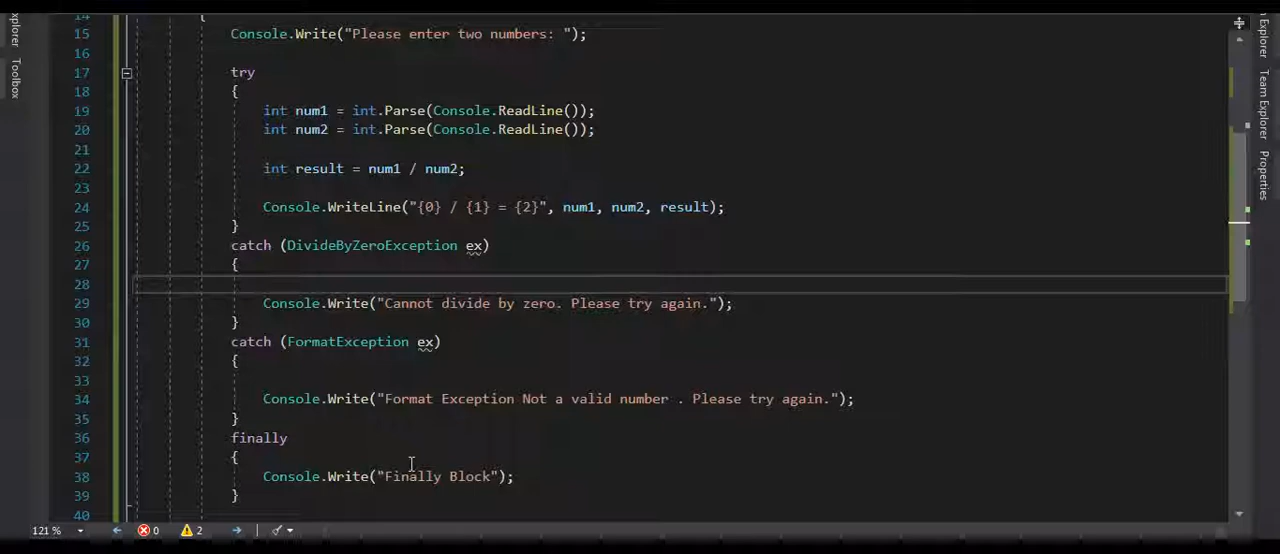 14 {
15 Console.Write("Please enter two numbers: ");
16
17 try
18 {
19 int num1 = int.Parse(Console.ReadLine());
20 int num2 = int.Parse(Console.ReadLine());
21
22 int result = num1 / num2;
23
24 Console.WriteLine("{0} / {1} = {2}", num1, num2, result);
25 }
26 catch (DivideByZeroException ex)
27 {
28
29 Console.Write("Cannot divide by zero. Please try again.");
30 }
31 catch (FormatException ex)
32 {
33
34 Console.Write("Format Exception Not a valid number . Please try again.");
35 }
36 finally
37 {
38 Console.Write("Finally Block");
39 }
40
121 % 0 2
xplorer
Toolbox
n Explorer
Team Explorer
Properties